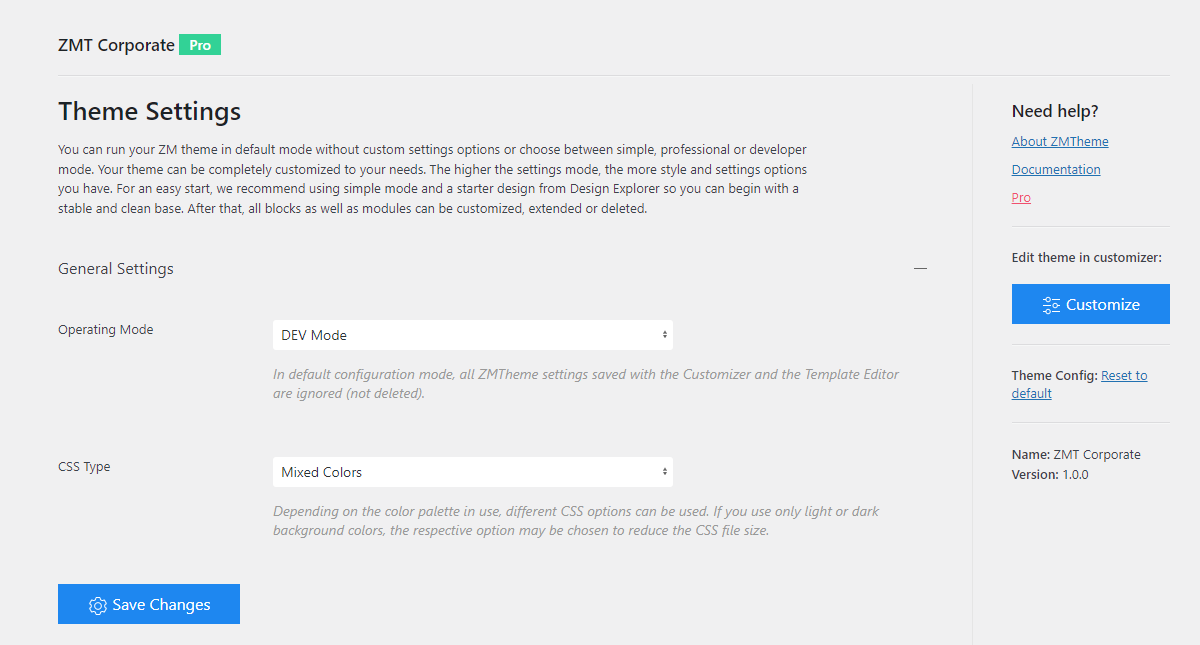 ZMT Corporate Pro
Theme Settings
You can run your ZM theme in default mode without custom settings options or choose between simple, professional or developer
mode. Your theme can be completely customized to your needs. The higher the settings mode, the more style and settings options
you have. For an easy start, we recommend using simple mode and a starter design from Design Explorer so you can begin with a
stable and clean base. After that, all blocks as well as modules can be customized, extended or deleted.
General Settings
Operating Mode
DEV Mode
In default configuration mode, all ZMTheme settings saved with the Customizer and the Template Editor
are ignored (not deleted).
CSS Type
Mixed Colors
Depending on the color palette in use, different CSS options can be used. If you use only light or dark
background colors, the respective option may be chosen to reduce the CSS file size.
Save Changes
Need help?
About ZMTheme
Documentation
Pro
Edit theme in customizer:
Customize
Theme Config: Reset to
default
Name: ZMT Corporate
Version: 1.0.0